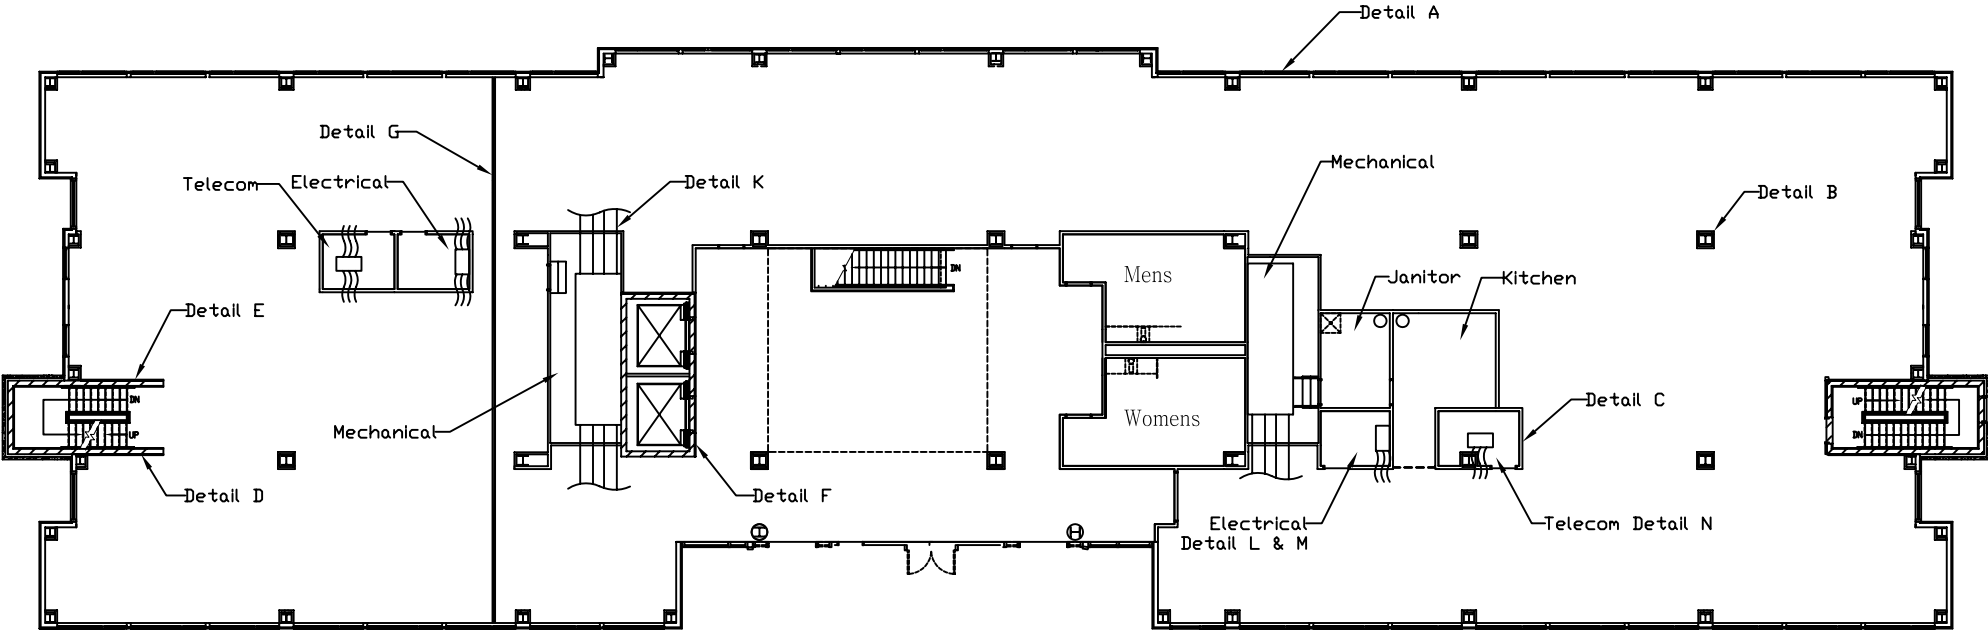 Detail A
Detail G
Mechanical
Telecom
Electrical
Detail K
Detail B
DN
Mens
Janitor
Kitchen
Detail E
DN
UP
Mechanical
Womens
Detail C
UP
DN
Detail D
Detail F
Electrical
Detail L & M
Telecom Detail N